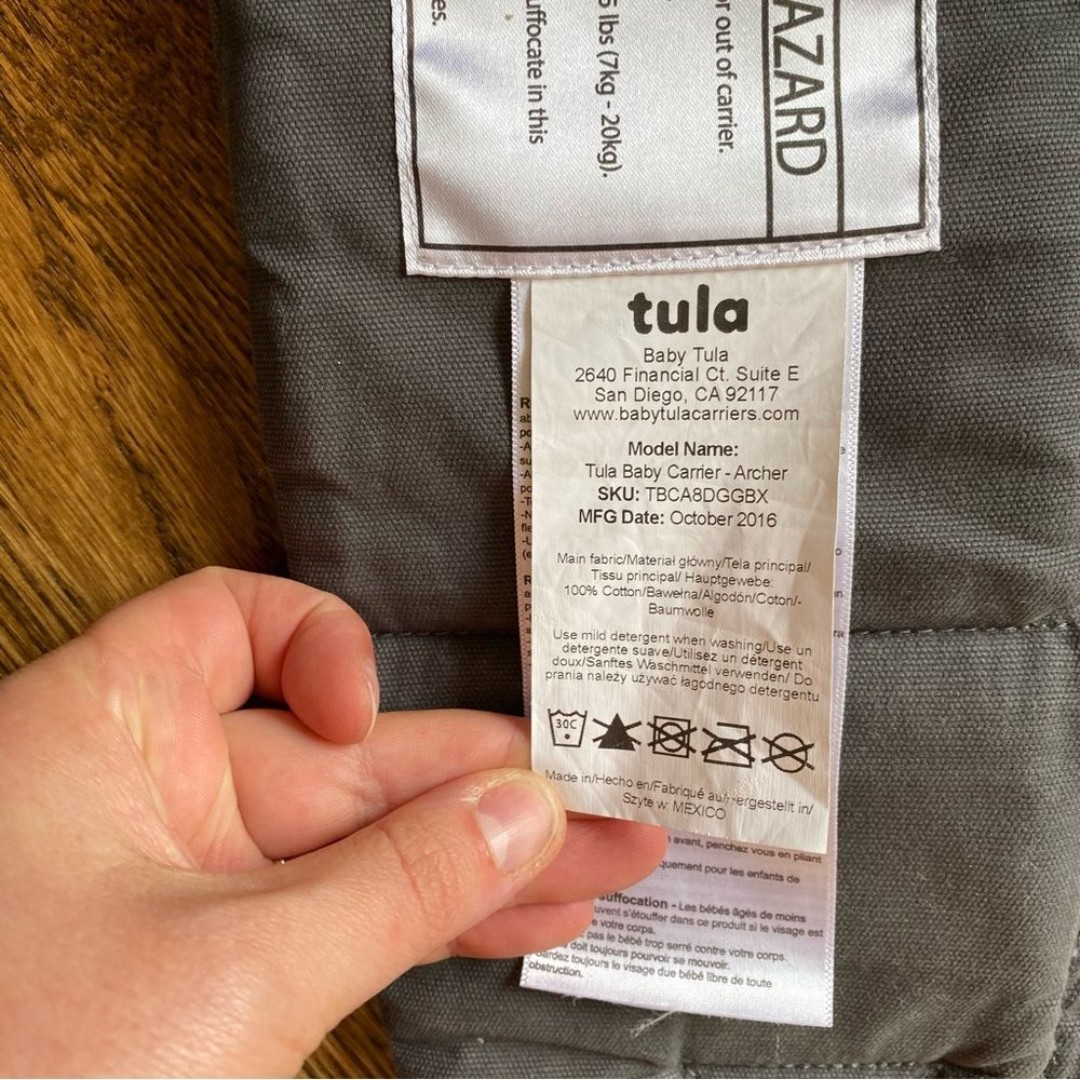 AZARD
r out of carrier.
5 lbs (7kg - 20kg).
uffocate in this
es.
tula
Baby Tula
2640 Financial Ct. Suite E
San Diego, CA 92117
www.babytulacarriers.com
Model Name:
Tula Baby Carrier - Archer
SKU: TBCA8DGGBX
MFG Date: October 2016
Main fabric/Materiał główny/Tela principal/
Tissu principal/ Hauptgewebe:
100% Cotton/Bawełna/Algodón/Coton/-
Baumwolle
Use mild detergent when washing/Use un
detergente suave/Utilisez un détergent
doux/Sanftes Waschmittel verwenden/ Do
prania należy używać łagodnego detergentu
30C
Made in/Hecho en/Fabriqué au/ergestellt in/
Szyte w: MEXICO
avant, penchez vous en pliant
quement pour les enfants de
suffocation - Les bébés âgés de moins
uvent s'étouffer dans ce produit si le visage est
e votre corps.
pas le bébé trop serré contre votre corps.
doit toujours pourvoir se mouvoir.
ardez toujours le visage due bébé libre de toute
obstruction.